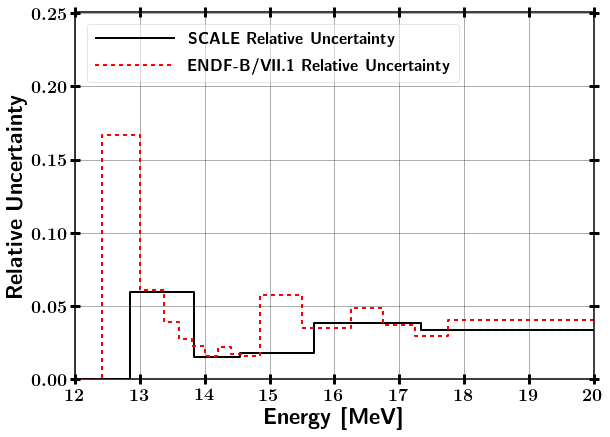 0.25
0.20
0.15
0.10
0.05
0.00
Relative Uncertainty
SCALE Relative Uncertainty
ENDF-B/VII.1 Relative Uncertainty
12 13 14 15 16 17 18 19 20
Energy [MeV]